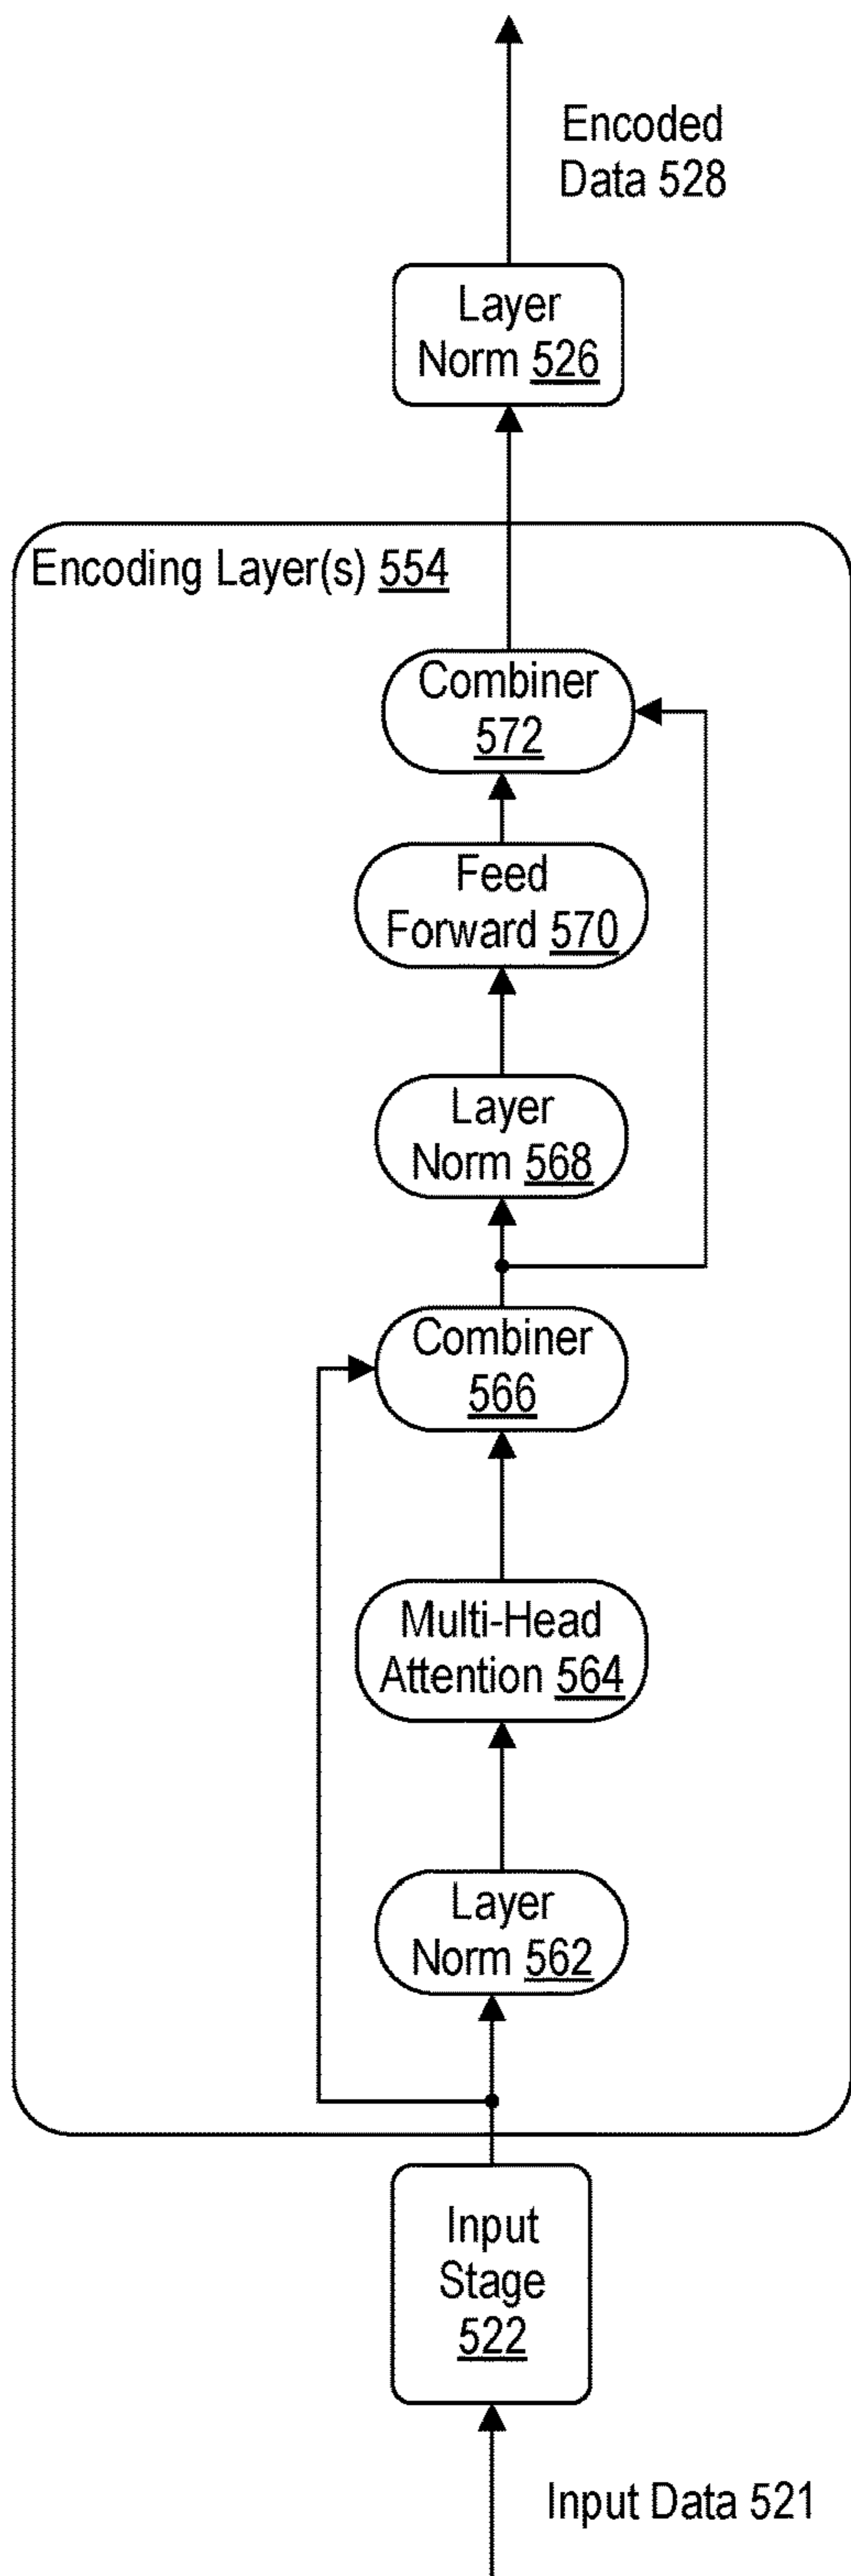 Encoded
Data 528
Layer
Norm 526
Encoding Layer(s) 554
Combiner
572
Feed
Forward 570
Layer
Norm 568
Combiner
566
Multi-Head
Attention 564
Layer
Norm 562
Input
Stage
522
Input Data 521